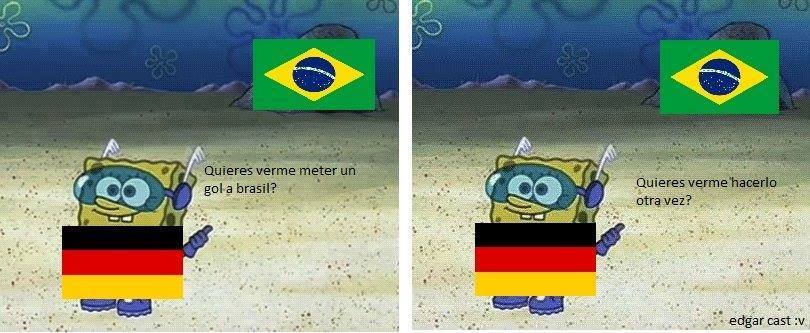 Quieres verme meter un
gol a brasil?
Quieres verme hacerlo
otra vez?
edgar cast :v